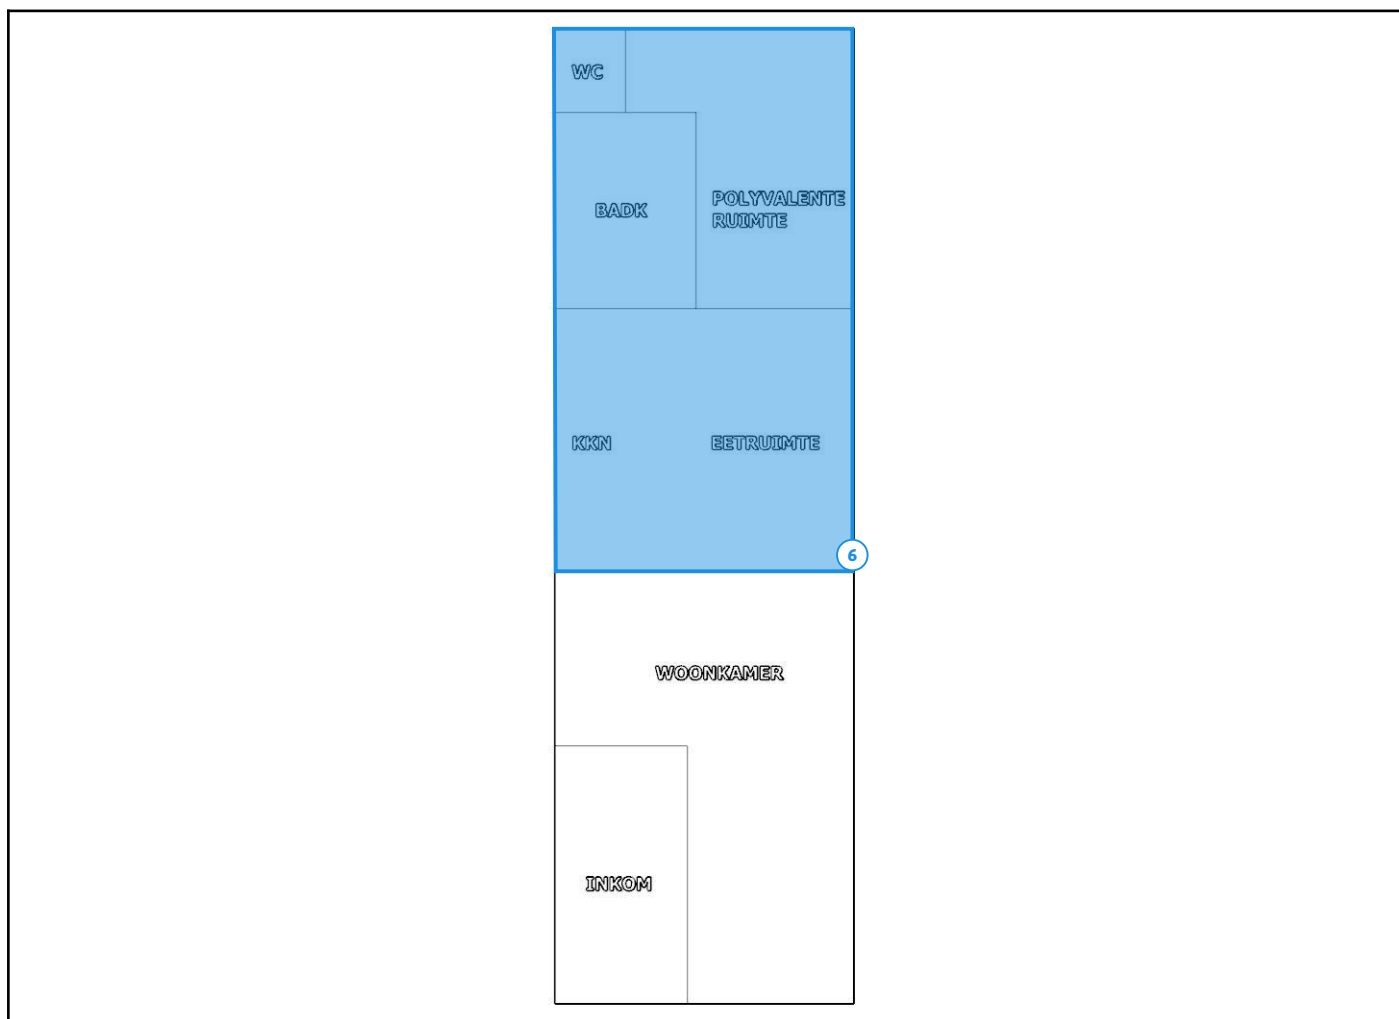 WC
BADK
POLYVALENTE
RUIMTE
KKN
EETRUIMTE
6
WOONKAMER
INKOM